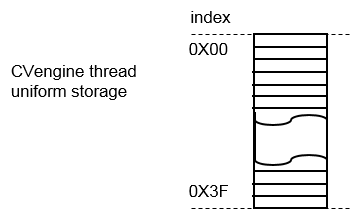 index
0X00
CVengine thread
uniform storage
0X3F